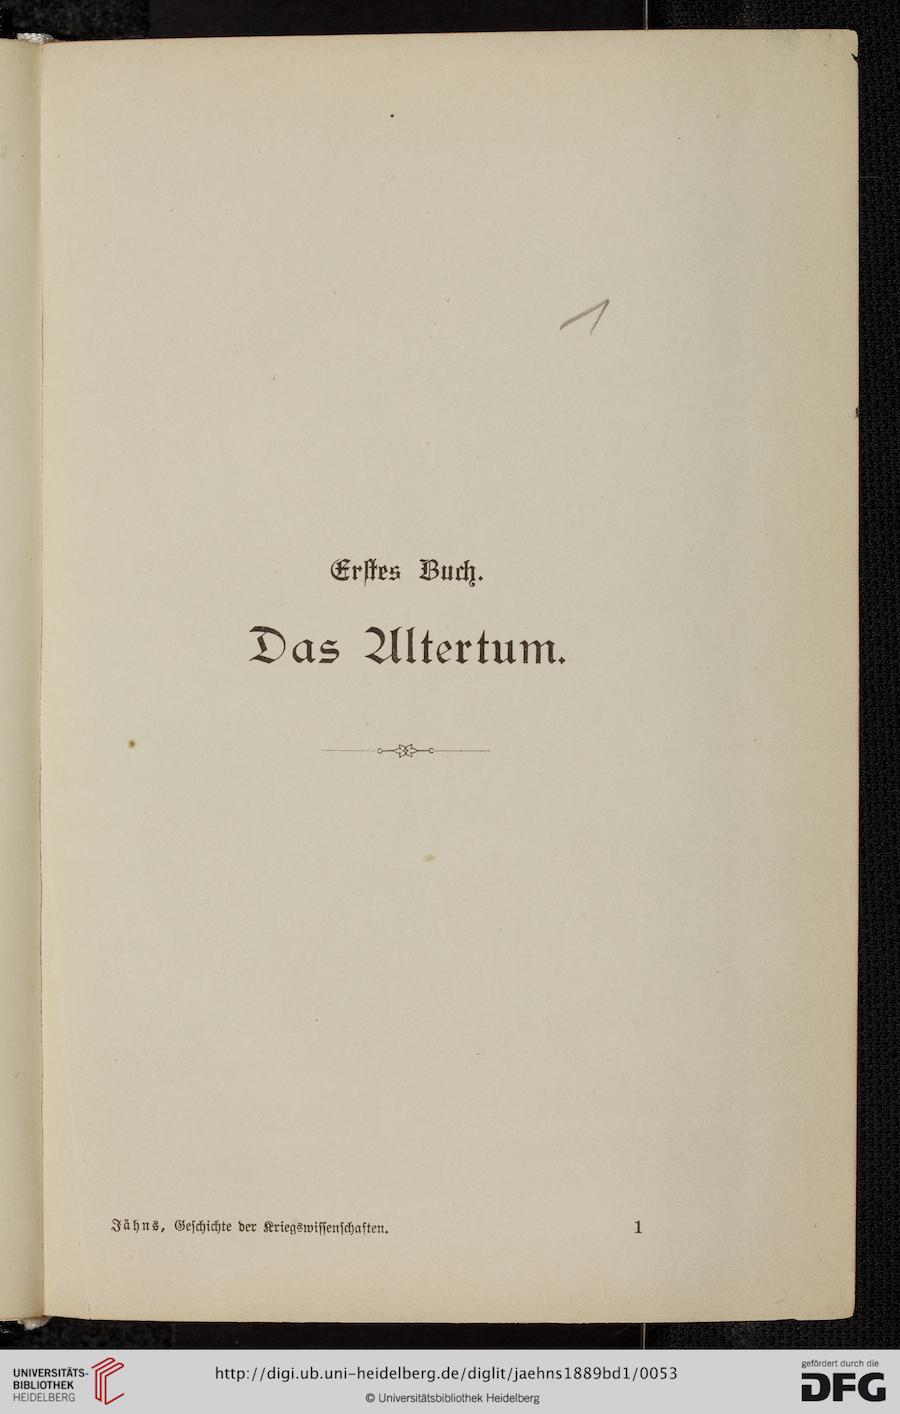 1
Erstes Buch.
Das Altertum.
Jähns, Geschichte der Kriegswissenschaften. 1
UNIVERSITÄTS-
BIBLIOTHEK
HEIDELBERG
http://digi.ub.uni-heidelberg.de/diglit/jaehns1889bd1/0053
© Universitätsbibliothek Heidelberg
gefördert durch die
DFG